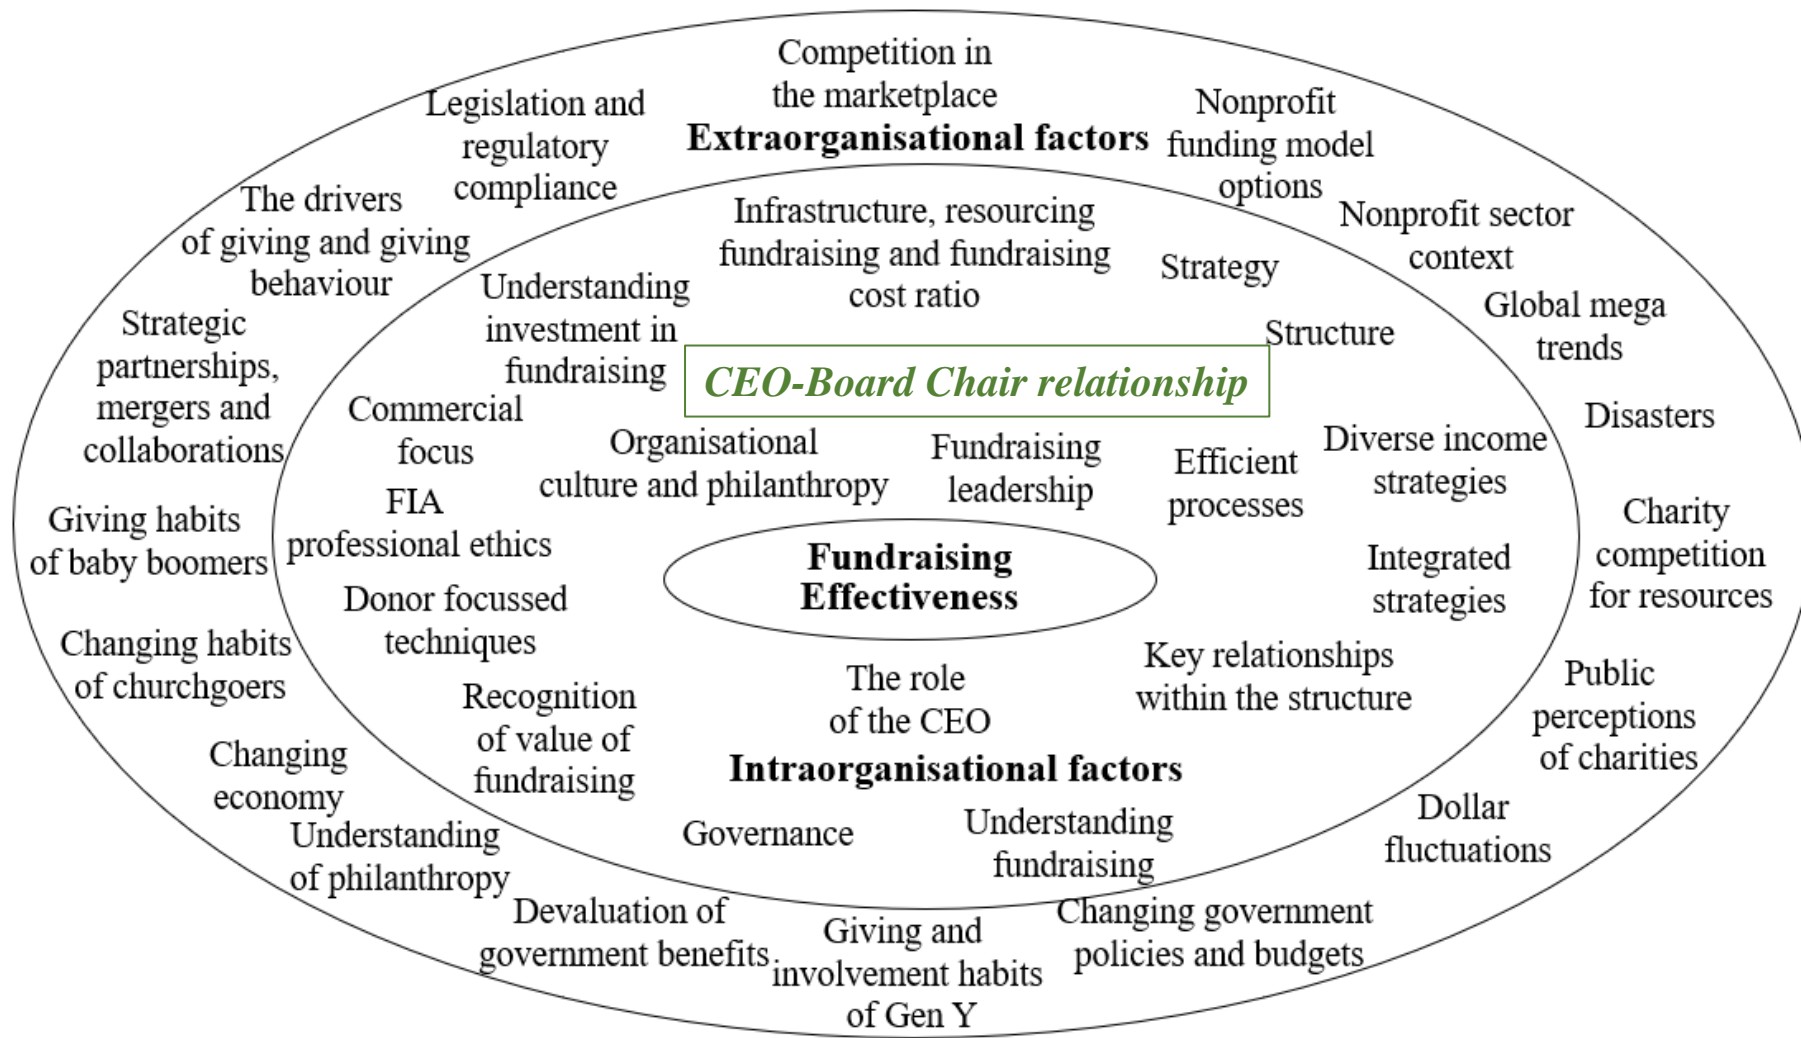 Competition in
the marketplace
Extraorganisational factors
Legislation and
regulatory
compliance
Nonprofit
funding model
options
The drivers
of giving and giving
behaviour
Nonprofit sector
context
Strategic
partnerships,
mergers and
collaborations
Global mega
trends
Disasters
Giving habits
of baby boomers
Charity
competition
for resources
Changing habits
of churchgoers
Public
perceptions
of charities
Changing
economy
Dollar
fluctuations
Understanding
of philanthropy
Devaluation of
government benefits
Giving and
involvement habits
of Gen Y
Changing government
policies and budgets
Infrastructure, resourcing
fundraising and fundraising
cost ratio
Strategy
Understanding
investment in
fundraising
Structure
CEO-Board Chair relationship
Commercial
focus
Organisational
culture and philanthropy
Fundraising
leadership
Efficient
processes
Diverse income
strategies
FIA
professional ethics
Fundraising
Effectiveness
Integrated
strategies
Donor focussed
techniques
Key relationships
within the structure
Recognition
of value of
fundraising
The role
of the CEO
Intraorganisational factors
Governance
Understanding
fundraising